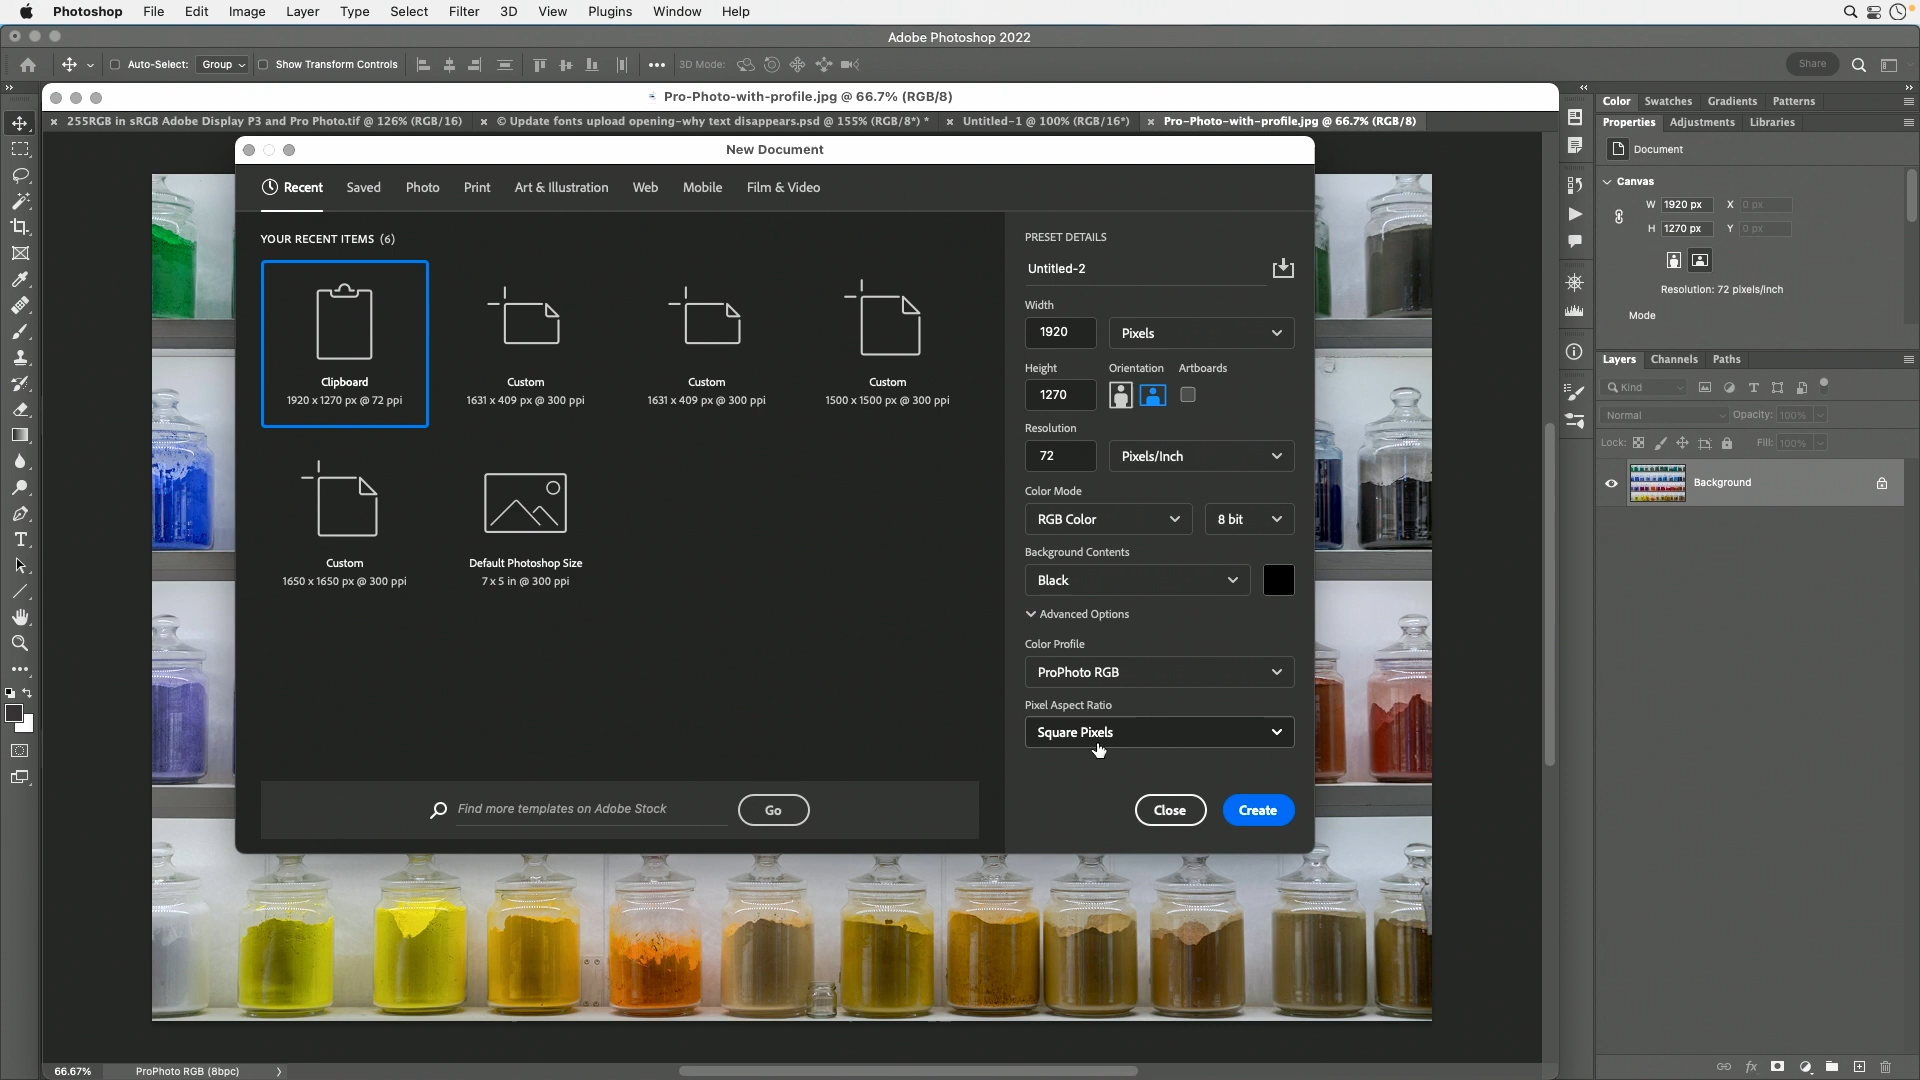 Photoshop File Edit Image Layer Type Select Filter 3D View Plugins Window Help
Adobe Photoshop 2022
Auto-Select: Group Show Transform Controls 3D Mode: Share
Pro-Photo-with-profile.jpg @ 66.7% (RGB/8)
255RGB in sRGB Adobe Display P3 and Pro Photo.tif @ 126% (RGB/16) © Update fonts upload opening-why text disappears.psd @ 155% (RGB/8*) * Untitled-1 @ 100% (RGB/16*) Pro-Photo-with-profile.jpg @ 66.7% (RGB/8)
New Document
Recent Saved Photo Print Art & Illustration Web Mobile Film & Video
YOUR RECENT ITEMS (6)
Clipboard
1920 x 1270 px @ 72 ppi
Custom
1631 x 409 px @ 300 ppi
Custom
1631 x 409 px @ 300 ppi
Custom
1500 x 1500 px @ 300 ppi
Custom
1650 x 1650 px @ 300 ppi
Default Photoshop Size
7 x 5 in @ 300 ppi
Find more templates on Adobe Stock Go
PRESET DETAILS
Untitled-2
Width
1920 Pixels
Height Orientation Artboards
1270
Resolution
72 Pixels/Inch
Color Mode
RGB Color 8 bit
Background Contents
Black
Advanced Options
Color Profile
ProPhoto RGB
Pixel Aspect Ratio
Square Pixels
Close Create
Color Swatches Gradients Patterns
Properties Adjustments Libraries
Document
Canvas
W 1920 px X 0 px
H 1270 px Y 0 px
Resolution: 72 pixels/inch
Mode
Layers Channels Paths
Kind
Normal Opacity: 100%
Lock: Fill: 100%
Background
66.67% ProPhoto RGB (8bpc)